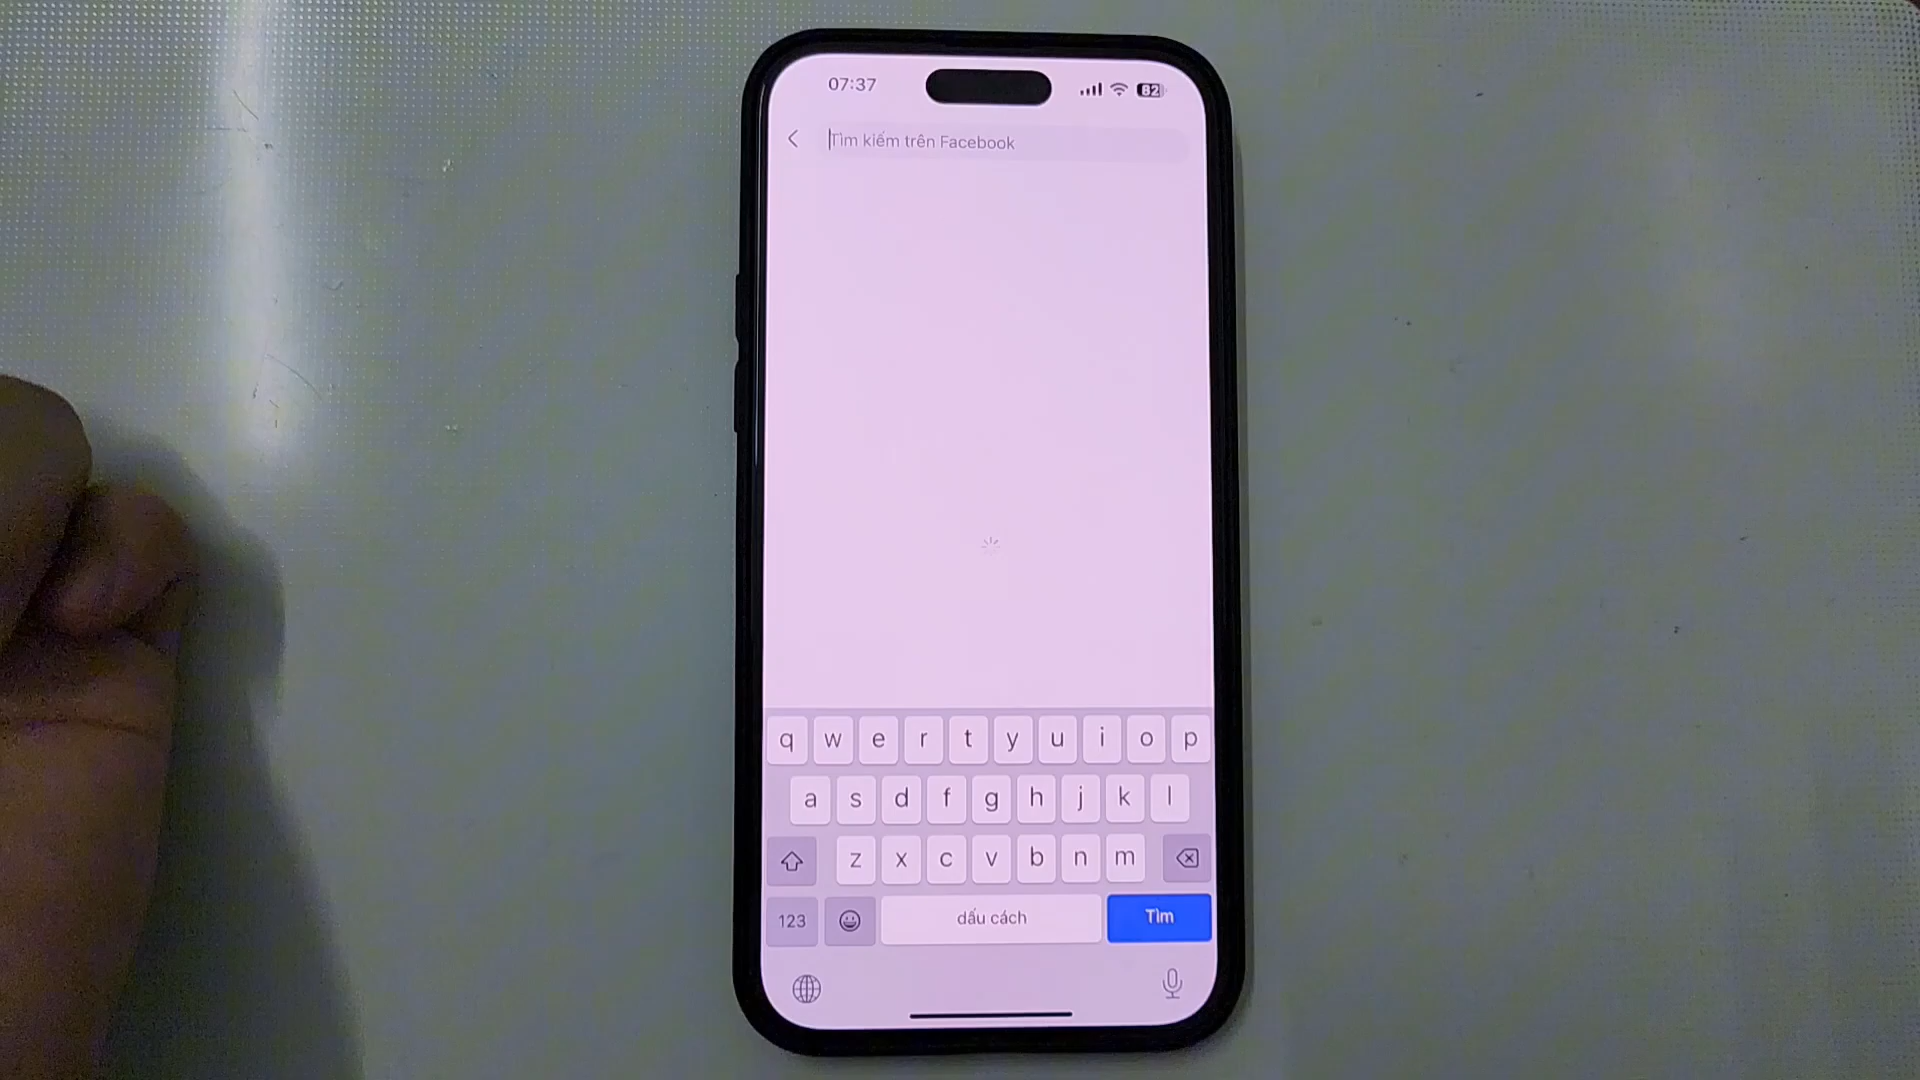 07:37
82
Tìm kiếm trên Facebook
q w e r t y u i o p
a s d f g h j k l
z x c v b n m
123 dấu cách Tìm